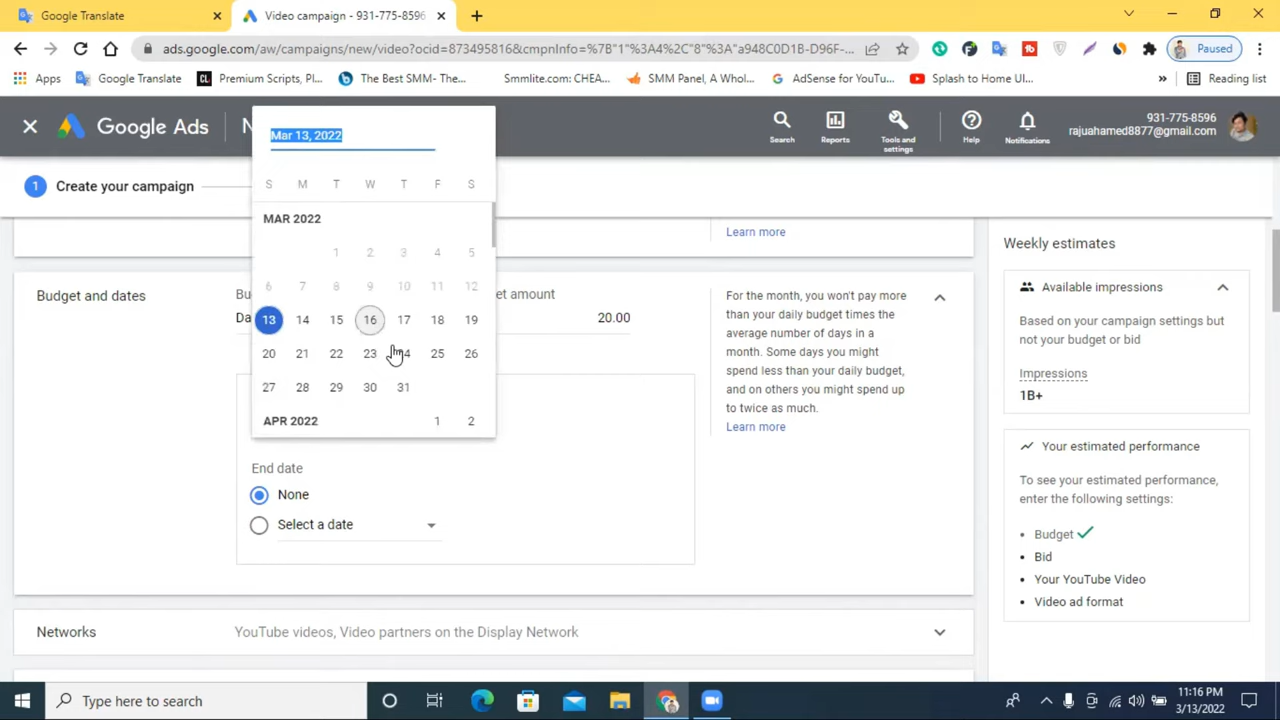 Google Translate
Video campaign - 931-775-8596
ads.google.com/aw/campaigns/new/video?ocid=873495816&cmpnInfo=%7B"1"%3A4%2C"8"%3A"a948C0D1B-D96F-...
Paused
Apps
Google Translate
Premium Scripts, Pl...
The Best SMM- The...
Smmlite.com: CHEA...
SMM Panel, A Whol...
AdSense for YouTu...
Splash to Home UI...
»
Reading list
Google Ads
N
Mar 13, 2022
Search
Reports
Tools and settings
Help
Notifications
931-775-8596
rajuahamed8877@gmail.com
1 Create your campaign
S M T W T F S
MAR 2022
1 2 3 4 5
6 7 8 9 10 11 12
13 14 15 16 17 18 19
20 21 22 23 24 25 26
27 28 29 30 31
APR 2022 1 2
Learn more
Budget and dates
Bu
et amount
Da
20.00
For the month, you won't pay more
than your daily budget times the
average number of days in a
month. Some days you might
spend less than your daily budget,
and on others you might spend up
to twice as much.
Learn more
End date
None
Select a date
Networks
YouTube videos, Video partners on the Display Network
Weekly estimates
Available impressions
Based on your campaign settings but
not your budget or bid
Impressions
1B+
Your estimated performance
To see your estimated performance,
enter the following settings:
• Budget
• Bid
• Your YouTube Video
• Video ad format
Type here to search
11:16 PM
3/13/2022